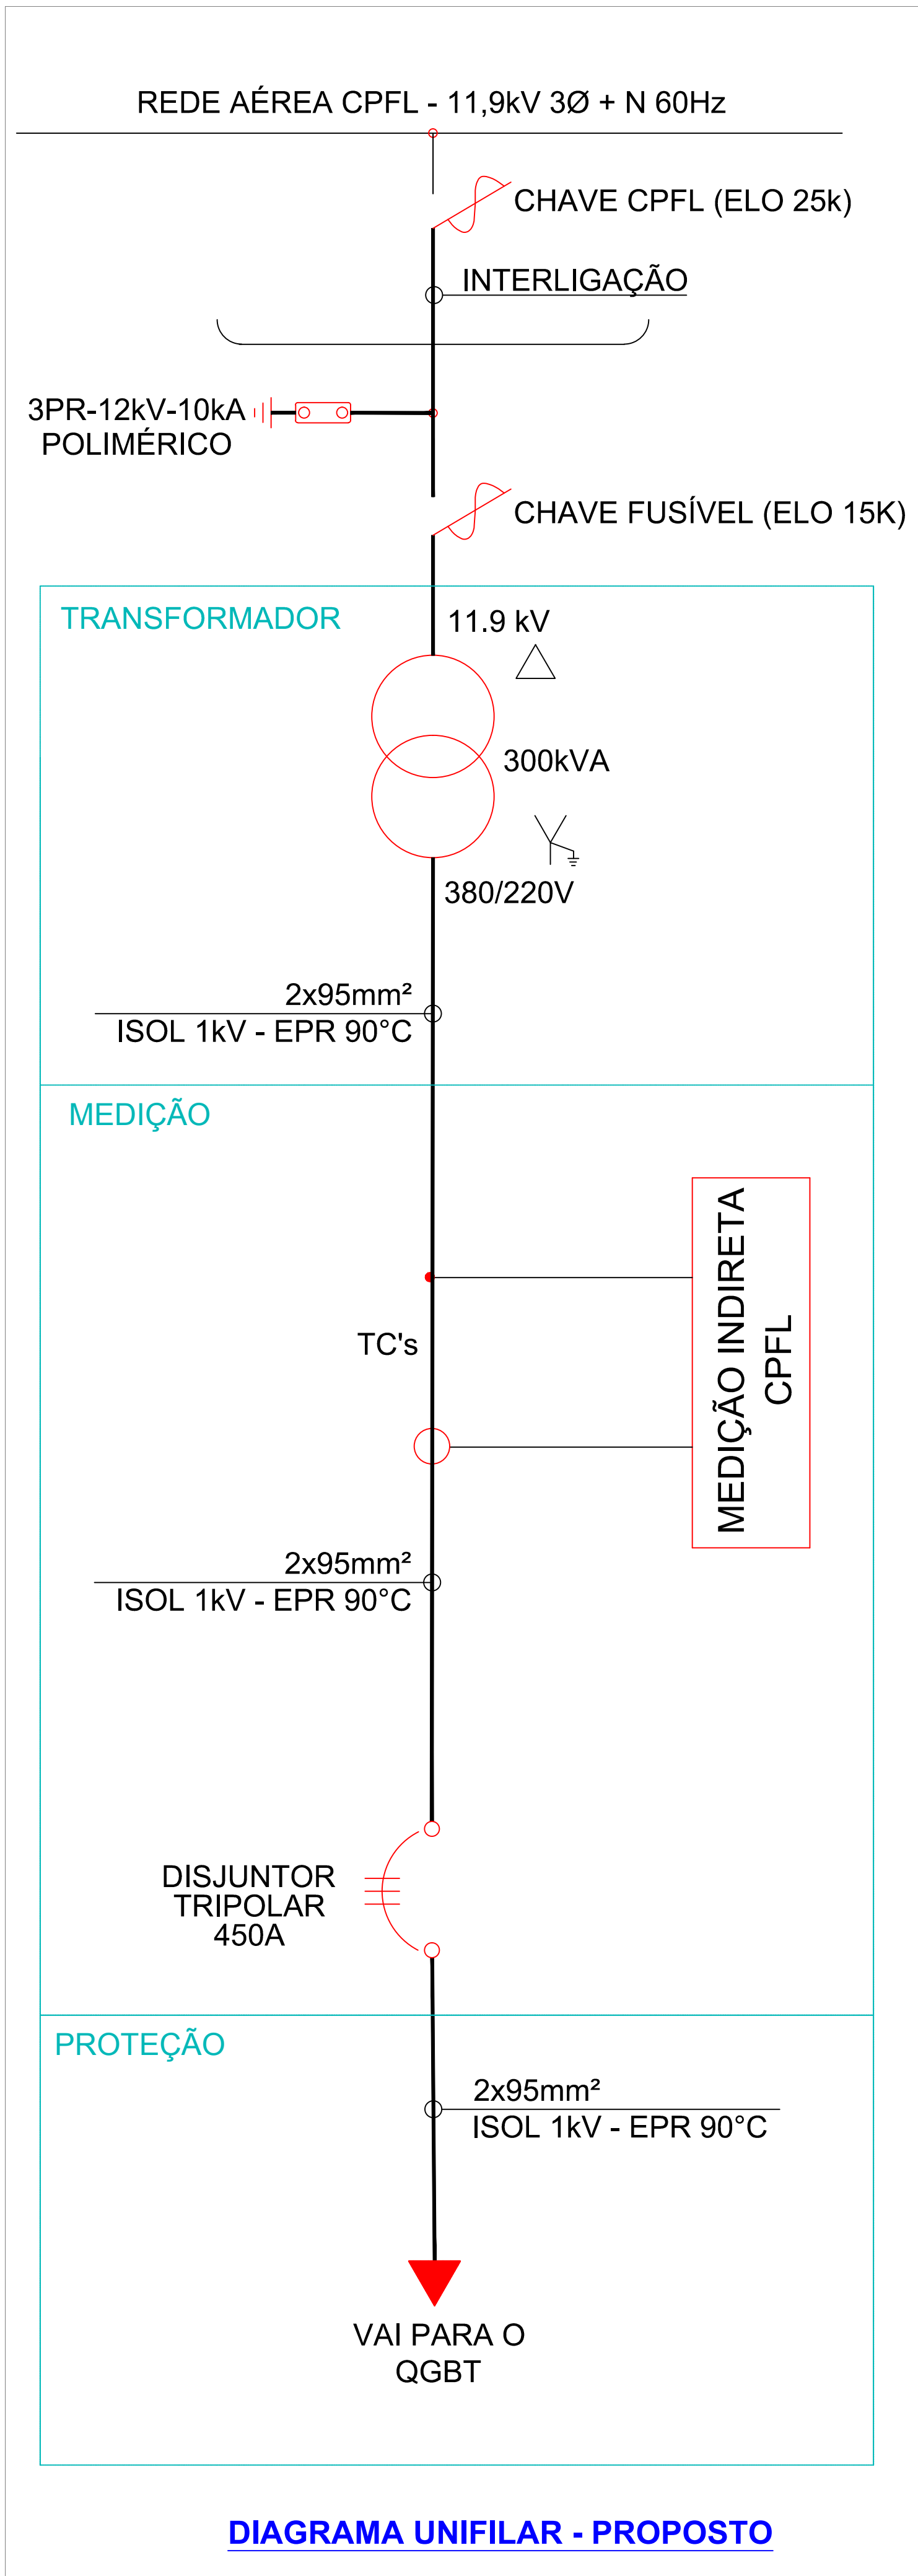 REDE AÉREA CPFL - 11,9kV 3Ø + N 60Hz
CHAVE CPFL (ELO 25k)
INTERLIGAÇÃO
3PR-12kV-10kA
POLIMÉRICO
CHAVE FUSÍVEL (ELO 15K)
TRANSFORMADOR
11.9 kV
300kVA
380/220V
2x95mm²
ISOL 1kV - EPR 90°C
MEDIÇÃO
MEDIÇÃO INDIRETA
CPFL
TC's
2x95mm²
ISOL 1kV - EPR 90°C
DISJUNTOR
TRIPOLAR
450A
PROTEÇÃO
2x95mm²
ISOL 1kV - EPR 90°C
VAI PARA O
QGBT
DIAGRAMA UNIFILAR - PROPOSTO